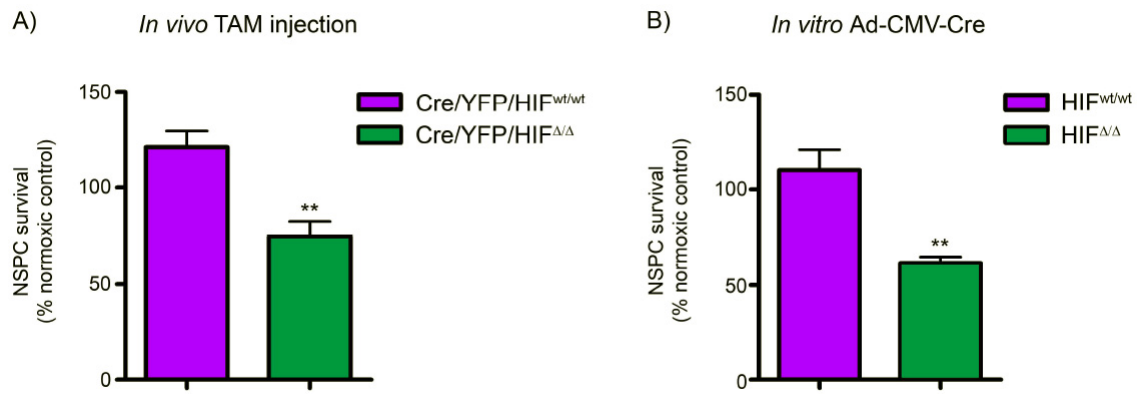 A)
In vivo TAM injection
150
100
50
0
NSPC survival
(% normoxic control)
Cre/YFP/HIFwt/wt
Cre/YFP/HIFΔ/Δ
**
B)
In vitro Ad-CMV-Cre
150
100
50
0
NSPC survival
(% normoxic control)
HIFwt/wt
HIFΔ/Δ
**